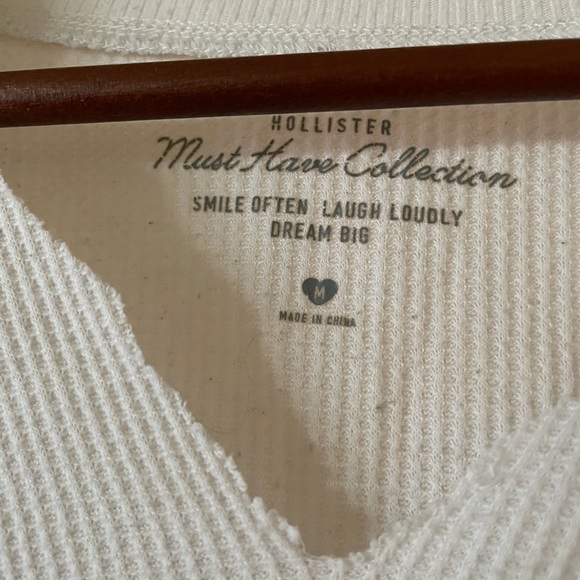 HOLLISTER
Must Have Collection
SMILE OFTEN LAUGH LOUDLY
DREAM BIG
M
MADE IN CHINA